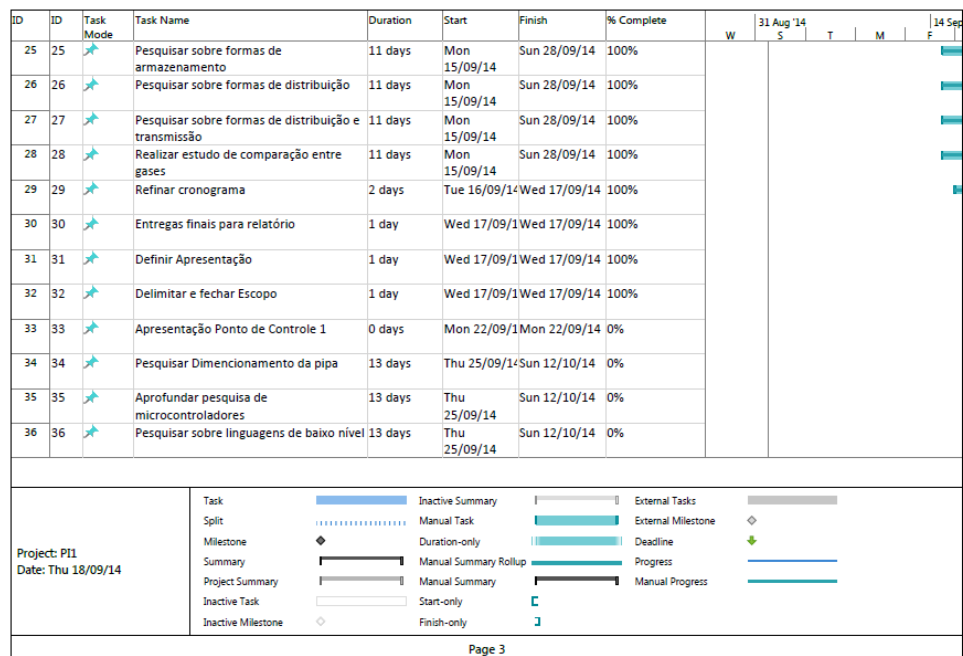 ID ID Task Mode Task Name Duration Start Finish % Complete 31 Aug '14 14 Sep
W S T M F
25 25 Pesquisar sobre formas de armazenamento 11 days Mon 15/09/14 Sun 28/09/14 100%
26 26 Pesquisar sobre formas de distribuição 11 days Mon 15/09/14 Sun 28/09/14 100%
27 27 Pesquisar sobre formas de distribuição e transmissão 11 days Mon 15/09/14 Sun 28/09/14 100%
28 28 Realizar estudo de comparação entre gases 11 days Mon 15/09/14 Sun 28/09/14 100%
29 29 Refinar cronograma 2 days Tue 16/09/14 Wed 17/09/14 100%
30 30 Entregas finais para relatório 1 day Wed 17/09/1 Wed 17/09/14 100%
31 31 Definir Apresentação 1 day Wed 17/09/1 Wed 17/09/14 100%
32 32 Delimitar e fechar Escopo 1 day Wed 17/09/1 Wed 17/09/14 100%
33 33 Apresentação Ponto de Controle 1 0 days Mon 22/09/1 Mon 22/09/14 0%
34 34 Pesquisar Dimencionamento da pipa 13 days Thu 25/09/14 Sun 12/10/14 0%
35 35 Aprofundar pesquisa de microcontroladores 13 days Thu 25/09/14 Sun 12/10/14 0%
36 36 Pesquisar sobre linguagens de baixo nível 13 days Thu 25/09/14 Sun 12/10/14 0%
Project: PI1
Date: Thu 18/09/14
Task
Split
Milestone
Summary
Project Summary
Inactive Task
Inactive Milestone
Inactive Summary
Manual Task
Duration-only
Manual Summary Rollup
Manual Summary
Start-only
Finish-only
External Tasks
External Milestone
Deadline
Progress
Manual Progress
Page 3